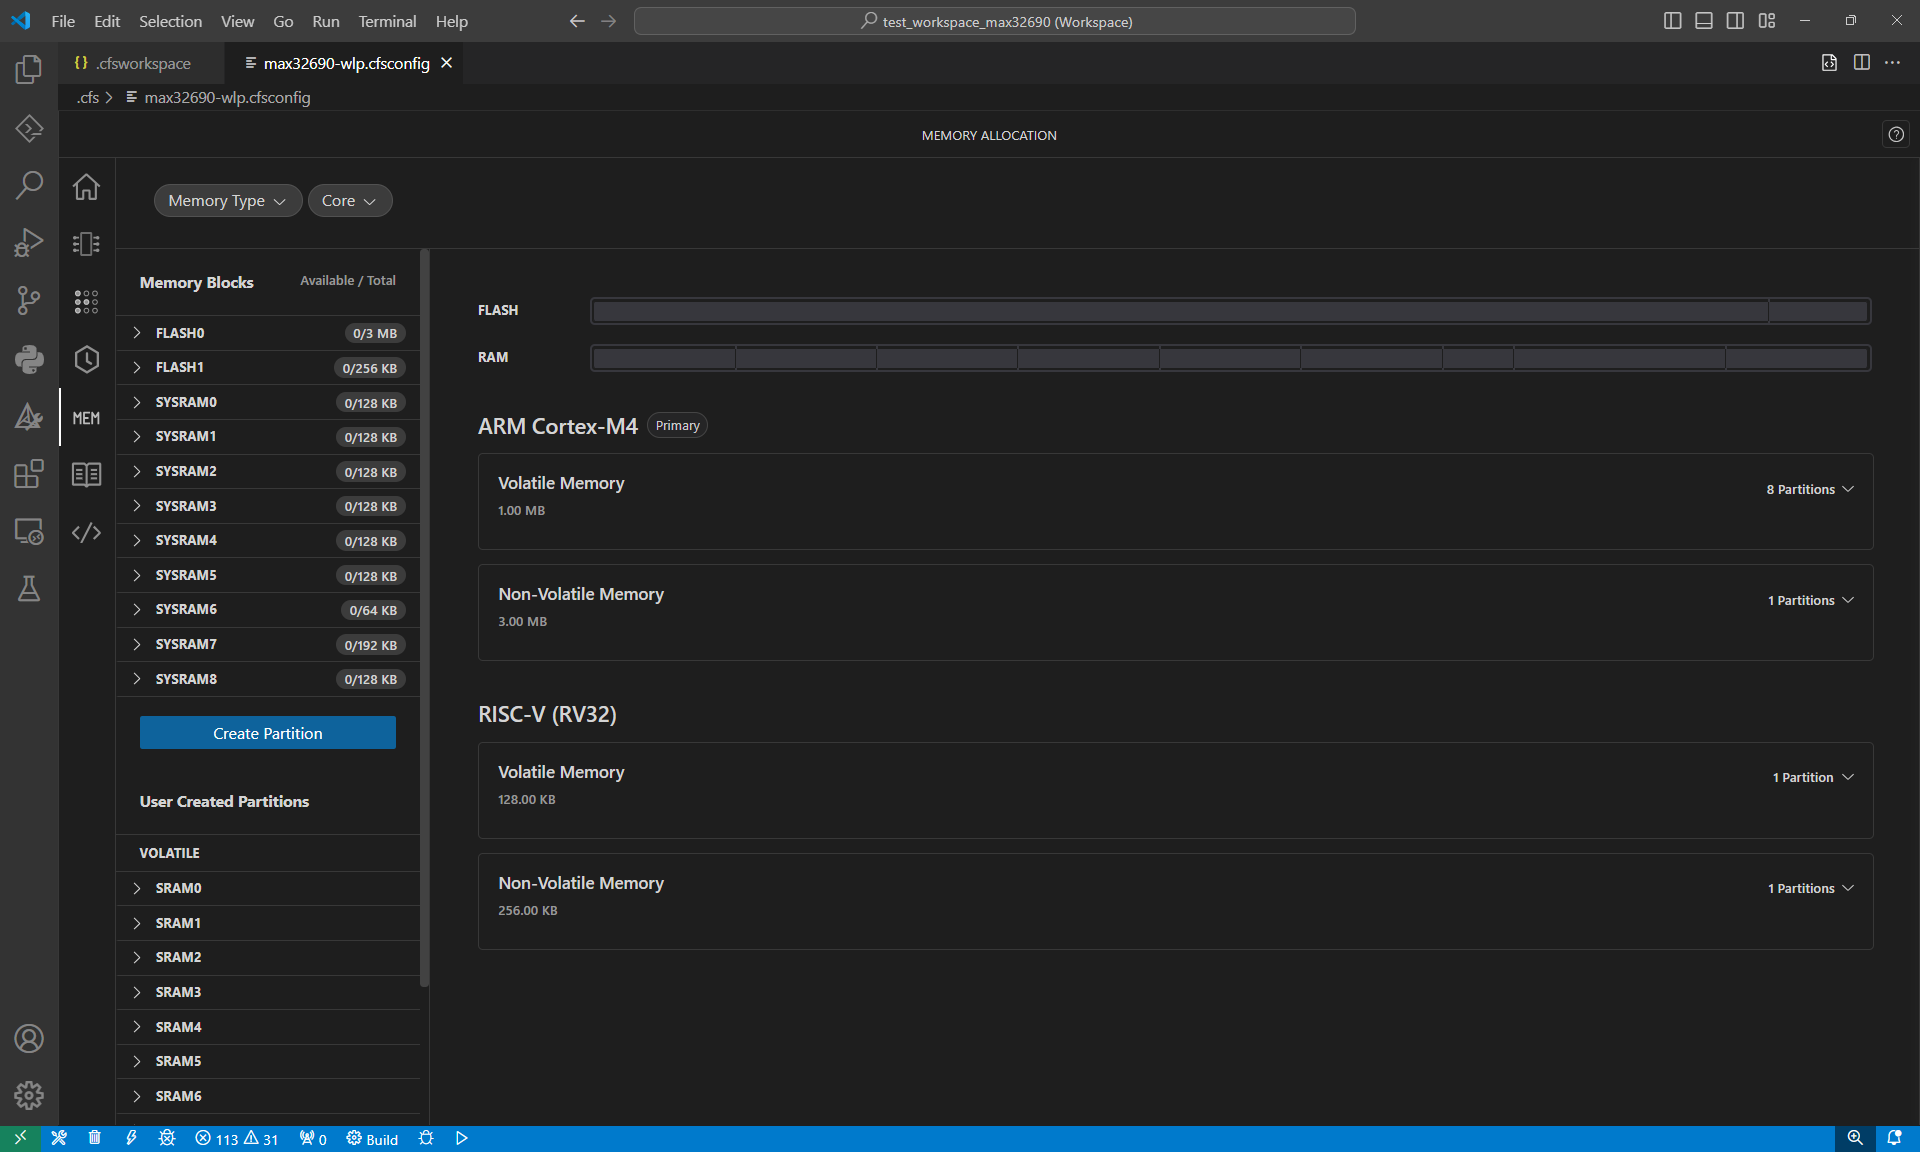 File Edit Selection View Go Run Terminal Help
test_workspace_max32690 (Workspace)
{} .cfsworkspace
max32690-wlp.cfsconfig
.cfs > max32690-wlp.cfsconfig
MEMORY ALLOCATION
Memory Type
Core
Memory Blocks
Available / Total
FLASH0 0/3 MB
FLASH1 0/256 KB
SYSRAM0 0/128 KB
SYSRAM1 0/128 KB
SYSRAM2 0/128 KB
SYSRAM3 0/128 KB
SYSRAM4 0/128 KB
SYSRAM5 0/128 KB
SYSRAM6 0/64 KB
SYSRAM7 0/192 KB
SYSRAM8 0/128 KB
Create Partition
User Created Partitions
VOLATILE
SRAM0
SRAM1
SRAM2
SRAM3
SRAM4
SRAM5
SRAM6
MEM
FLASH
RAM
ARM Cortex-M4 Primary
Volatile Memory
1.00 MB
8 Partitions
Non-Volatile Memory
3.00 MB
1 Partitions
RISC-V (RV32)
Volatile Memory
128.00 KB
1 Partition
Non-Volatile Memory
256.00 KB
1 Partitions
113 31 0 Build